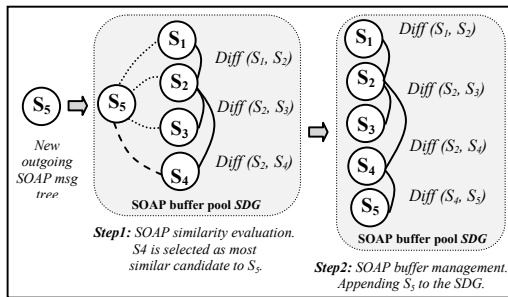 S5
New
outgoing
SOAP msg
tree
S5
S1
S2
S3
S4
Diff (S1, S2)
Diff (S2, S3)
Diff (S2, S4)
SOAP buffer pool SDG
Step1: SOAP similarity evaluation.
S4 is selected as most
similar candidate to S5.
S1
S2
S3
S4
S5
Diff (S1, S2)
Diff (S2, S3)
Diff (S2, S4)
Diff (S4, S5)
SOAP buffer pool SDG
Step2: SOAP buffer management.
Appending S5 to the SDG.